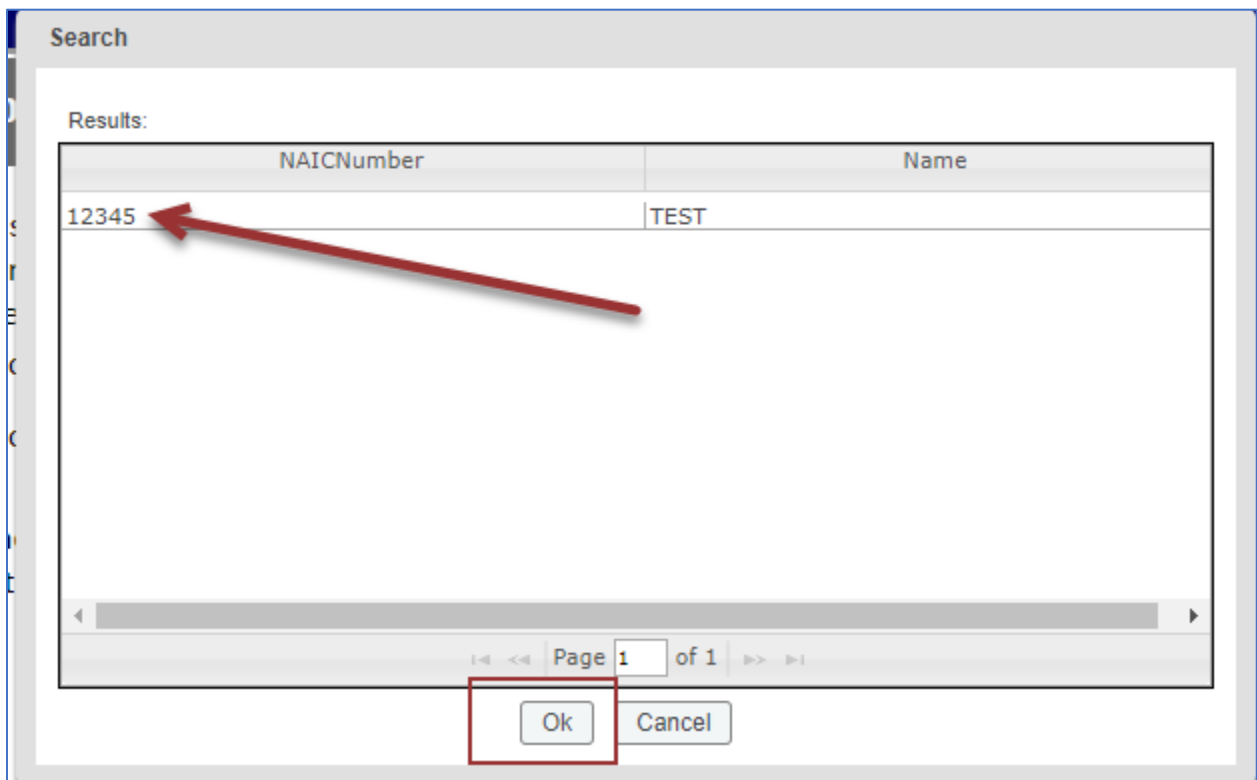 Search
Results:
NAICNumber Name
12345 TEST
Page 1 of 1
Ok Cancel